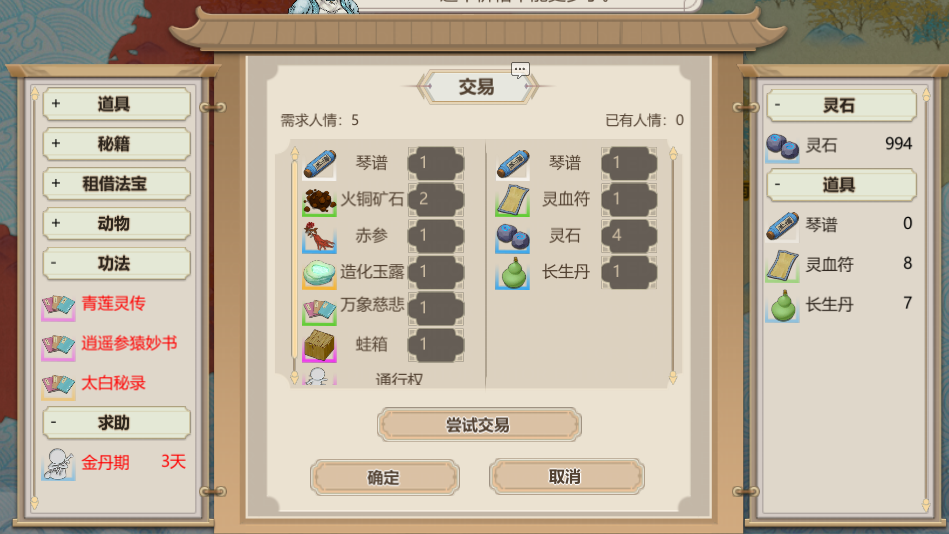 交易
需求人情：5
已有人情：0
+ 道具
+ 秘籍
+ 租借法宝
+ 动物
- 功法
青莲灵传
逍遥参猿妙书
太白秘录
- 求助
金丹期 3天
琴谱 1
火铜矿石 2
赤参 1
造化玉露 1
万象慈悲 1
蛙箱 1
通行权
琴谱 1
灵血符 1
灵石 4
长生丹 1
尝试交易
确定
取消
- 灵石
灵石 994
- 道具
琴谱 0
灵血符 8
长生丹 7